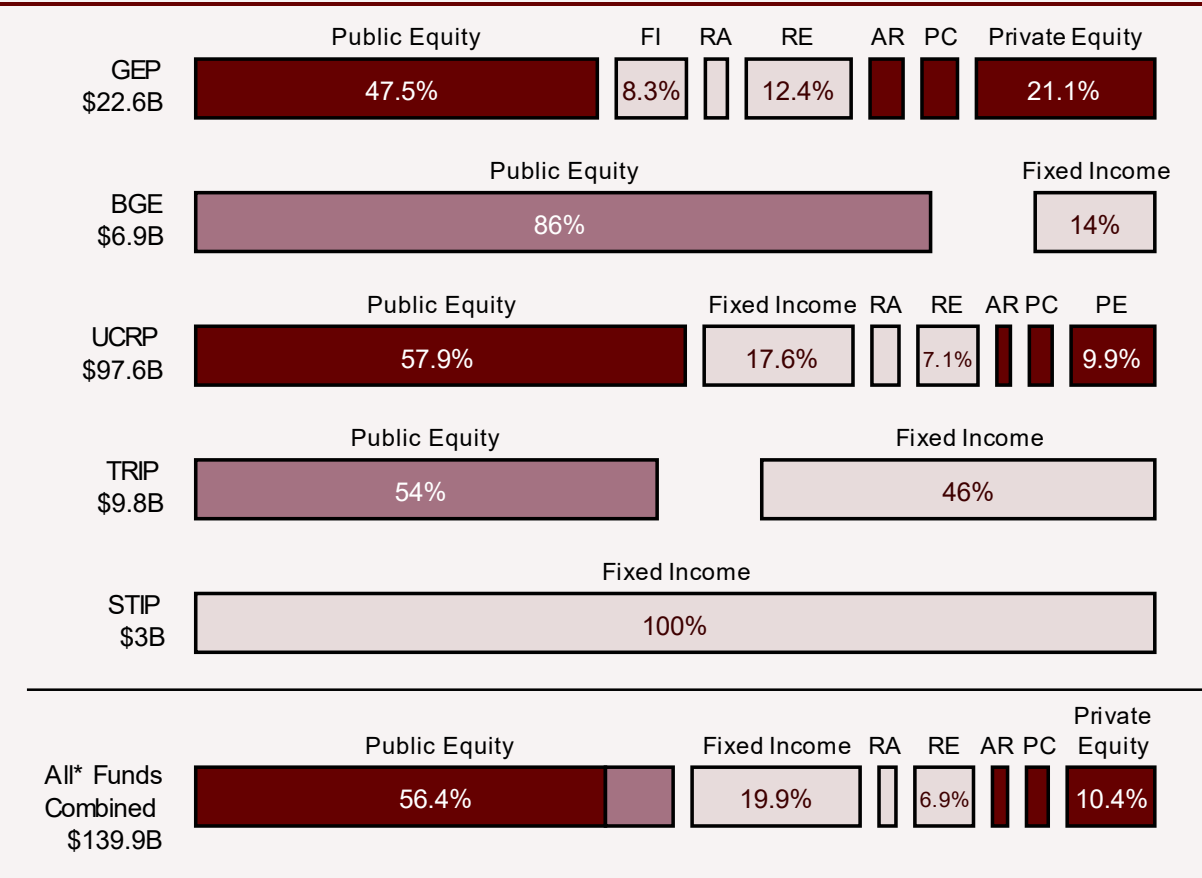 Public Equity FI RA RE AR PC Private Equity
GEP
$22.6B
47.5% 8.3% 12.4% 21.1%
Public Equity Fixed Income
BGE
$6.9B
86% 14%
Public Equity Fixed Income RA RE AR PC PE
UCRP
$97.6B
57.9% 17.6% 7.1% 9.9%
Public Equity Fixed Income
TRIP
$9.8B
54% 46%
Fixed Income
STIP
$3B
100%
Private
Public Equity Fixed Income RA RE AR PC Equity
All* Funds
Combined
$139.9B
56.4% 19.9% 6.9% 10.4%